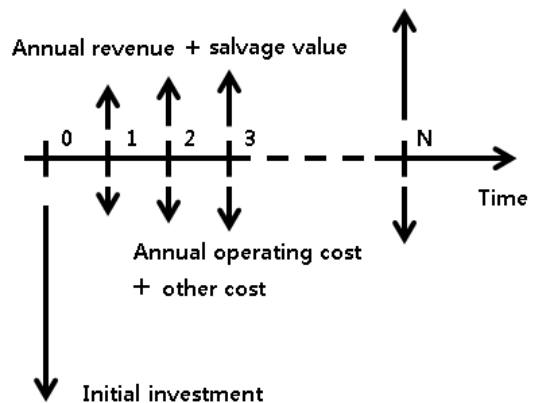 Annual revenue + salvage value
0 1 2 3 N
Time
Annual operating cost
+ other cost
Initial investment